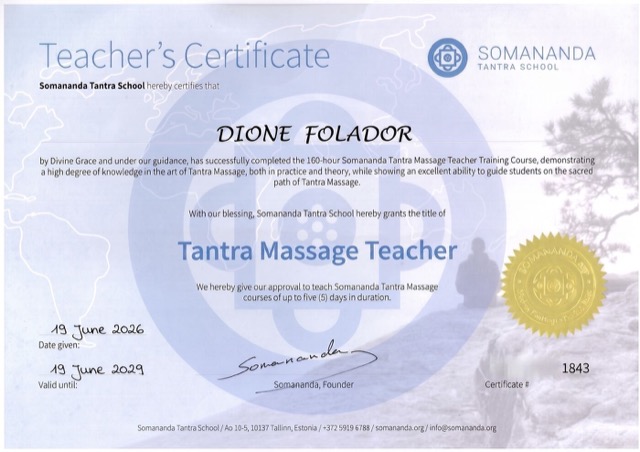 Teacher's Certificate
SOMANANDA
TANTRA SCHOOL
Somananda Tantra School hereby certifies that
DIONE FOLADOR
by Divine Grace and under our guidance, has successfully completed the 160-hour Somananda Tantra Massage Teacher Training Course, demonstrating
a high degree of knowledge in the art of Tantra Massage, both in practice and theory, while showing an excellent ability to guide students on the sacred
path of Tantra Massage.
With our blessing, Somananda Tantra School hereby grants the title of
Tantra Massage Teacher
We hereby give our approval to teach Somananda Tantra Massage
courses of up to five (5) days in duration.
SOMANANDA
19 June 2026
Date given:
19 June 2029
Valid until:
Somananda
Somananda, Founder
1843
Certificate #
Somananda Tantra School / Ao 10-5, 10137 Tallinn, Estonia / +372 5919 6788 / somananda.org / info@somananda.org